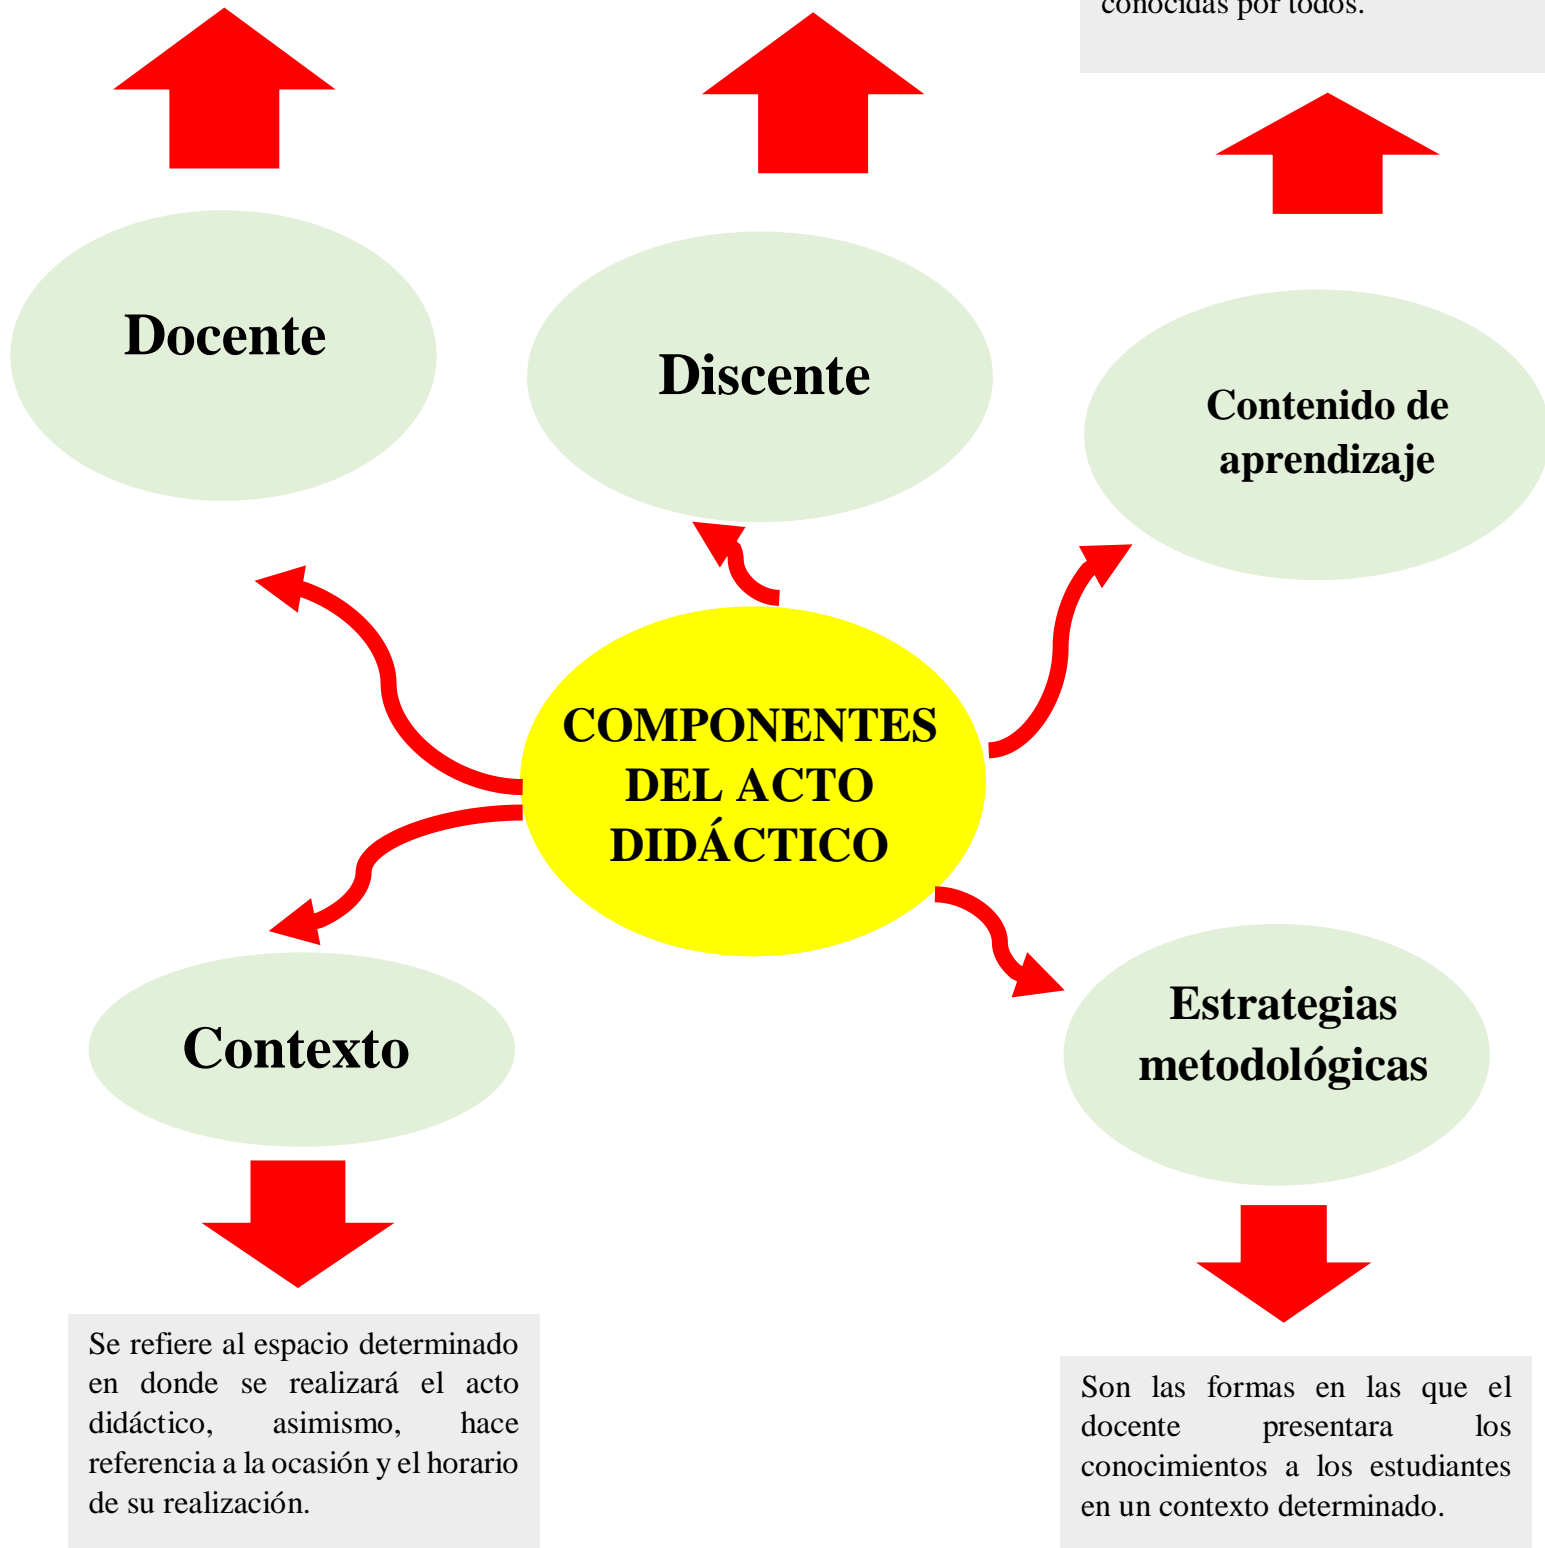 conocidas por todos.
Docente
Discente
Contenido de
aprendizaje
COMPONENTES
DEL ACTO
DIDÁCTICO
Contexto
Estrategias
metodológicas
Se refiere al espacio determinado
en donde se realizará el acto
didáctico, asimismo, hace
referencia a la ocasión y el horario
de su realización.
Son las formas en las que el
docente presentara los
conocimientos a los estudiantes
en un contexto determinado.